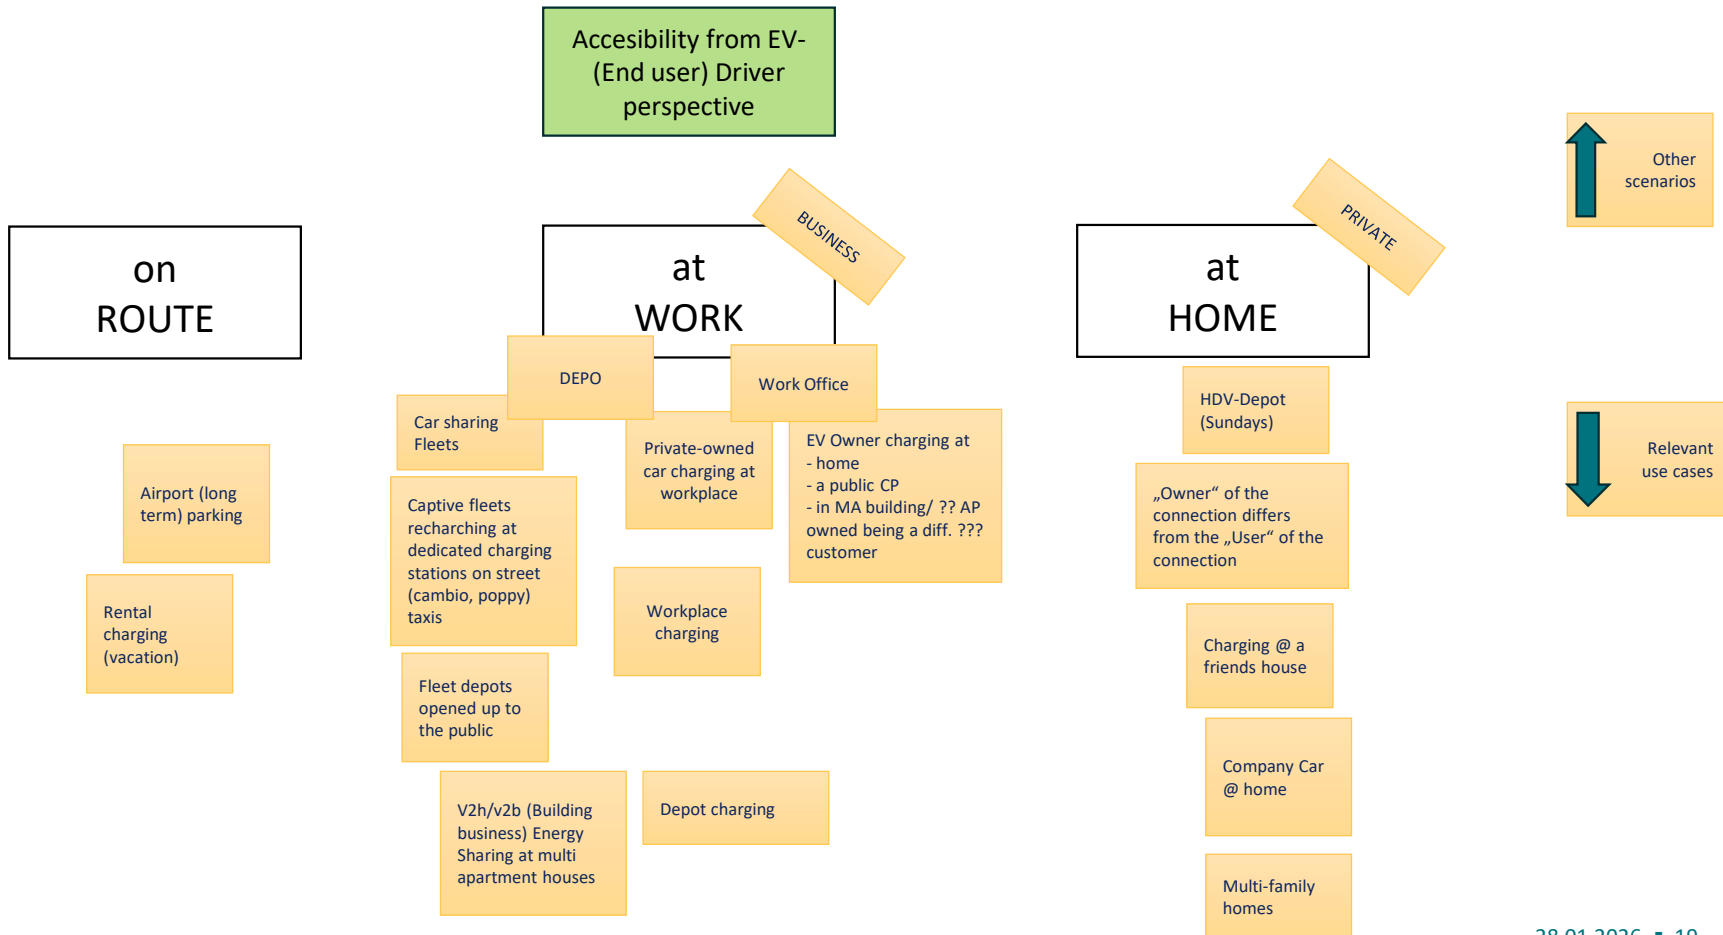 Accesibility from EV-
(End user) Driver
perspective
Other
scenarios
BUSINESS
PRIVATE
on
ROUTE
at
WORK
at
HOME
DEPO
Work Office
HDV-Depot
(Sundays)
Car sharing
Fleets
Private-owned
car charging at
workplace
EV Owner charging at
- home
- a public CP
- in MA building/ ?? AP
owned being a diff. ???
customer
Relevant
use cases
Airport (long
term) parking
Captive fleets
recharching at
dedicated charging
stations on street
(cambio, poppy)
taxis
„Owner“ of the
connection differs
from the „User“ of the
connection
Rental
charging
(vacation)
Workplace
charging
Charging @ a
friends house
Fleet depots
opened up to
the public
Company Car
@ home
V2h/v2b (Building
business) Energy
Sharing at multi
apartment houses
Depot charging
Multi-family
homes
28.01.2026 ▪ 19